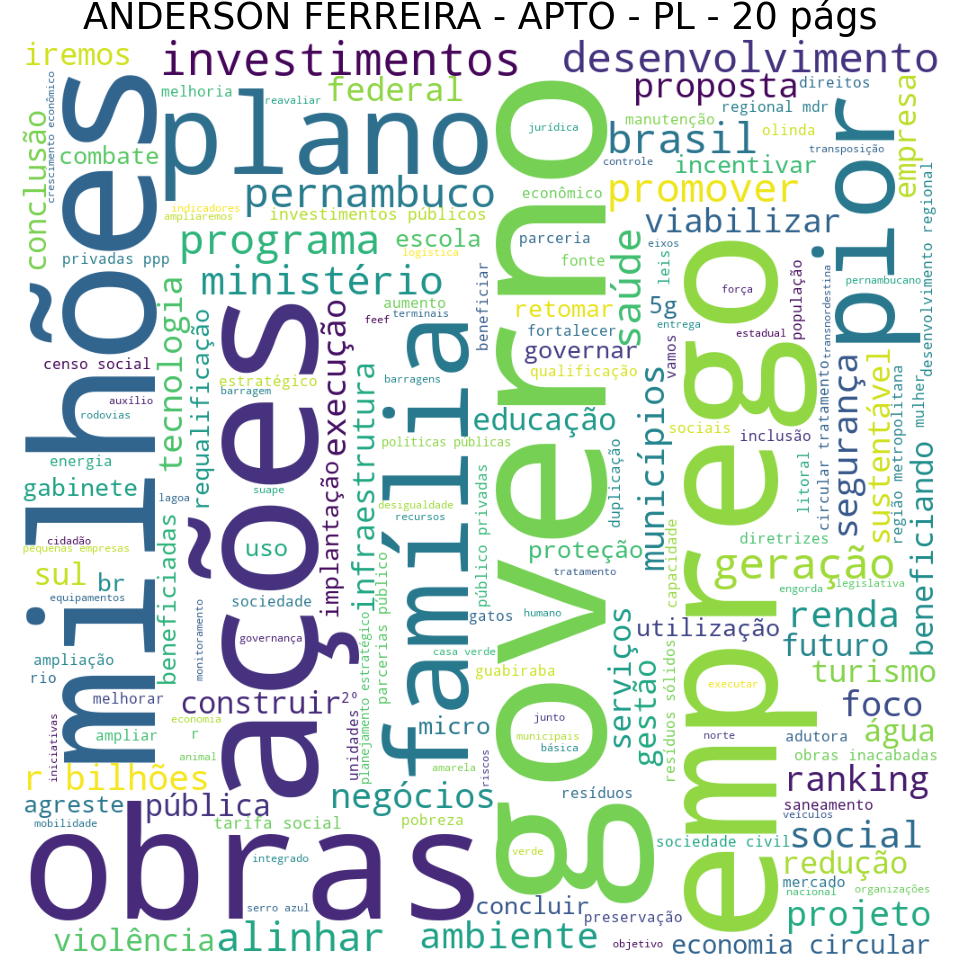 ANDERSON FERREIRA - APTO - PL - 20 págs
iremos
investimentos
desenvolvimento
melhoria
reavaliar
federal
proposta
direitos
regional mdr
crescimento econômico
milhões
plano
governo
jurídica
manutenção
olinda
brasil
empresa
pior
conclusão
combate
transposição
controle
incentivar
pernambuco
econômico
promover
indicadores
ampliaremos
investimentos públicos
viabilizar
programa
escola
parceria
eixos
desenvolvimento regional
privadas ppp
logística
fonte
saúde
leis
ministério
beneficiar
emprego
população
pernambucano
tecnologia
força
transnordestina
requalificação
ações
execução
aumento
terminais
feef
família
retomar
5g
entrega
fortalecer
estadual
vamos
governar
segurança
sustentável
censo social
infraestrutura
estratégico
barragem
barragens
qualificação
municípios
região metropolitana
mulher
auxílio
rodovias
educação
sociais
inclusão
circular tratamento
políticas públicas
duplicação
litoral
beneficiando
energia
implantação
público privadas
gabinete
lagoa
suape
desigualdade
recursos
capacidade
diretrizes
cidadão
pequenas empresas
uso
proteção
beneficiadas
sul
br
tratamento
geração
legislativa
engorda
equipamentos
sociedade
monitoramento
parcerias público
planejamento estratégico
gatos
humano
serviços
renda
governança
utilização
casa verde
futuro
ampliação
rio
guabiraba
gestão
resíduos sólidos
turismo
melhorar
construir
2º
executar
foco
iniciativas
economia
r
micro
junto
água
ampliar
unidades
municipais
básica
norte
adutora
animal
amarela
riscos
obras inacabadas
r bilhões
negócios
resíduos
ranking
agreste
pública
saneamento
veículos
mobilidade
obras
tarifa social
pobreza
social
sociedade civil
integrado
verde
redução
mercado
nacional
organizações
serro azul
concluir
preservação
projeto
violência
alinhar
ambiente
objetivo
economia circular